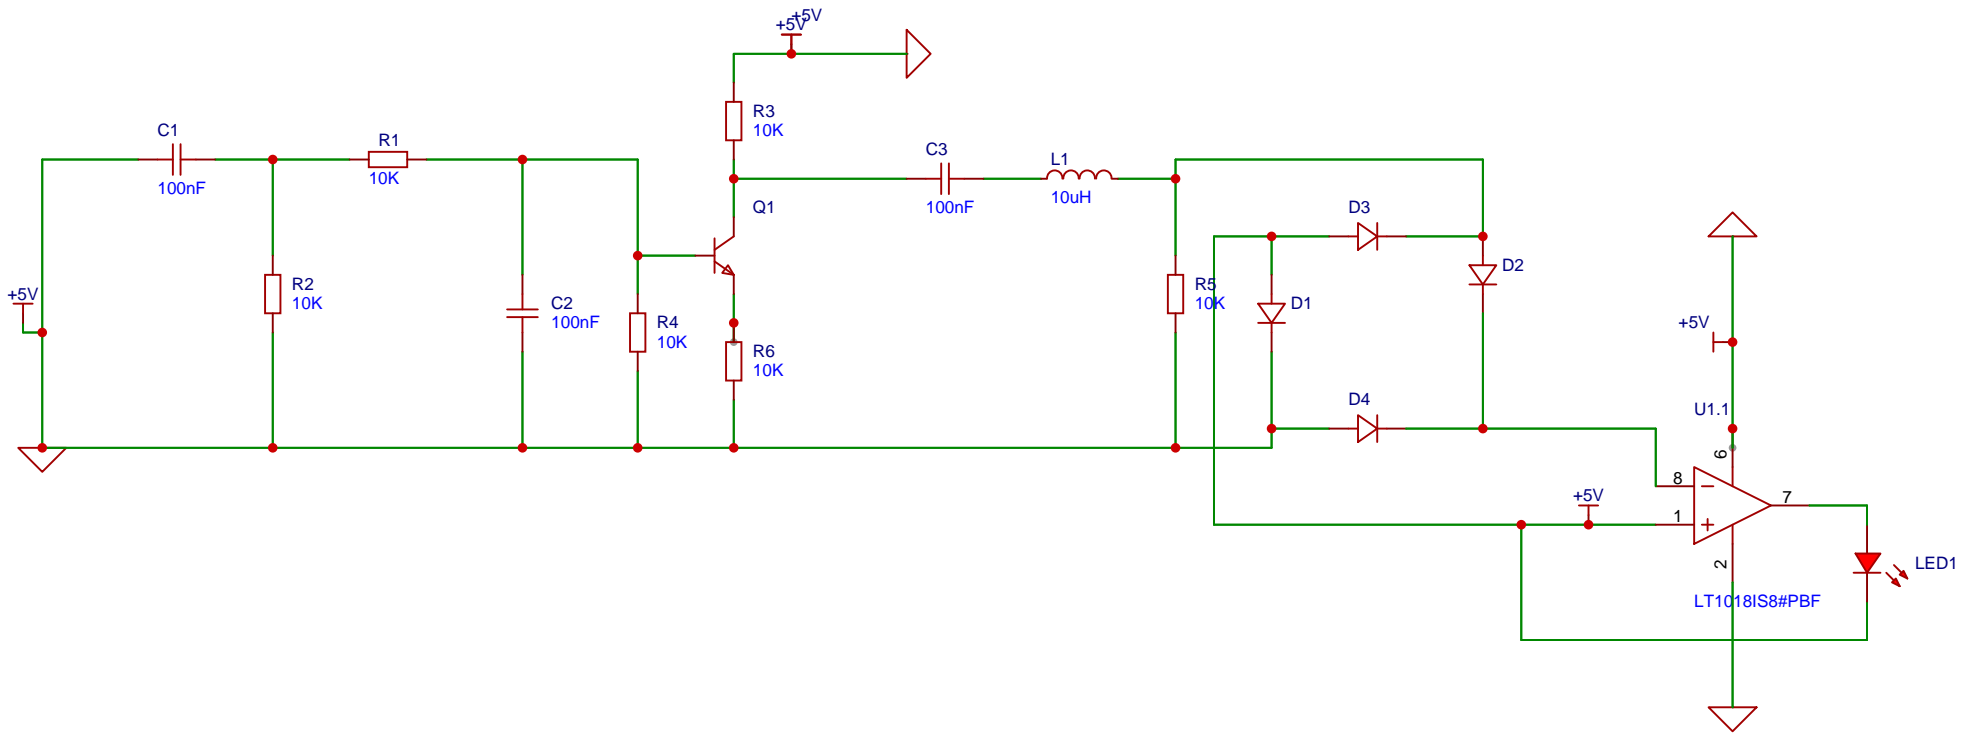 +5V
+5V
C1
100nF
R1
10K
R3
10K
C3
100nF
L1
10uH
Q1
D3
D2
+5V
R2
10K
C2
100nF
R4
10K
R6
10K
R5
10K
D1
D4
+5V
U1.1
6
8
1
7
2
+5V
LT1018IS8#PBF
LED1